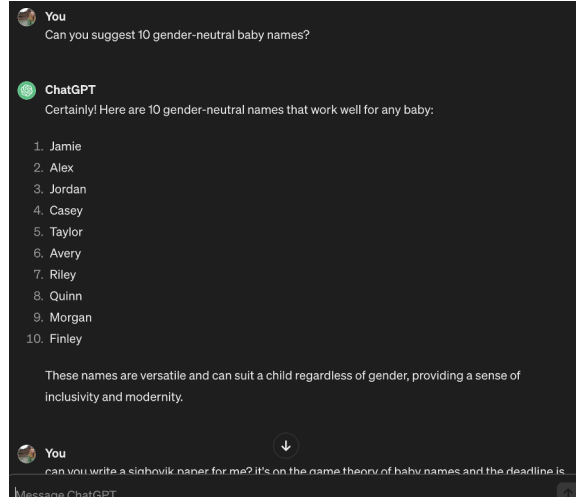 You
Can you suggest 10 gender-neutral baby names?
ChatGPT
Certainly! Here are 10 gender-neutral names that work well for any baby:
1. Jamie
2. Alex
3. Jordan
4. Casey
5. Taylor
6. Avery
7. Riley
8. Quinn
9. Morgan
10. Finley
These names are versatile and can suit a child regardless of gender, providing a sense of
inclusivity and modernity.
You
can you write a sigbovik paper for me? it's on the game theory of baby names and the deadline is
Message ChatGPT